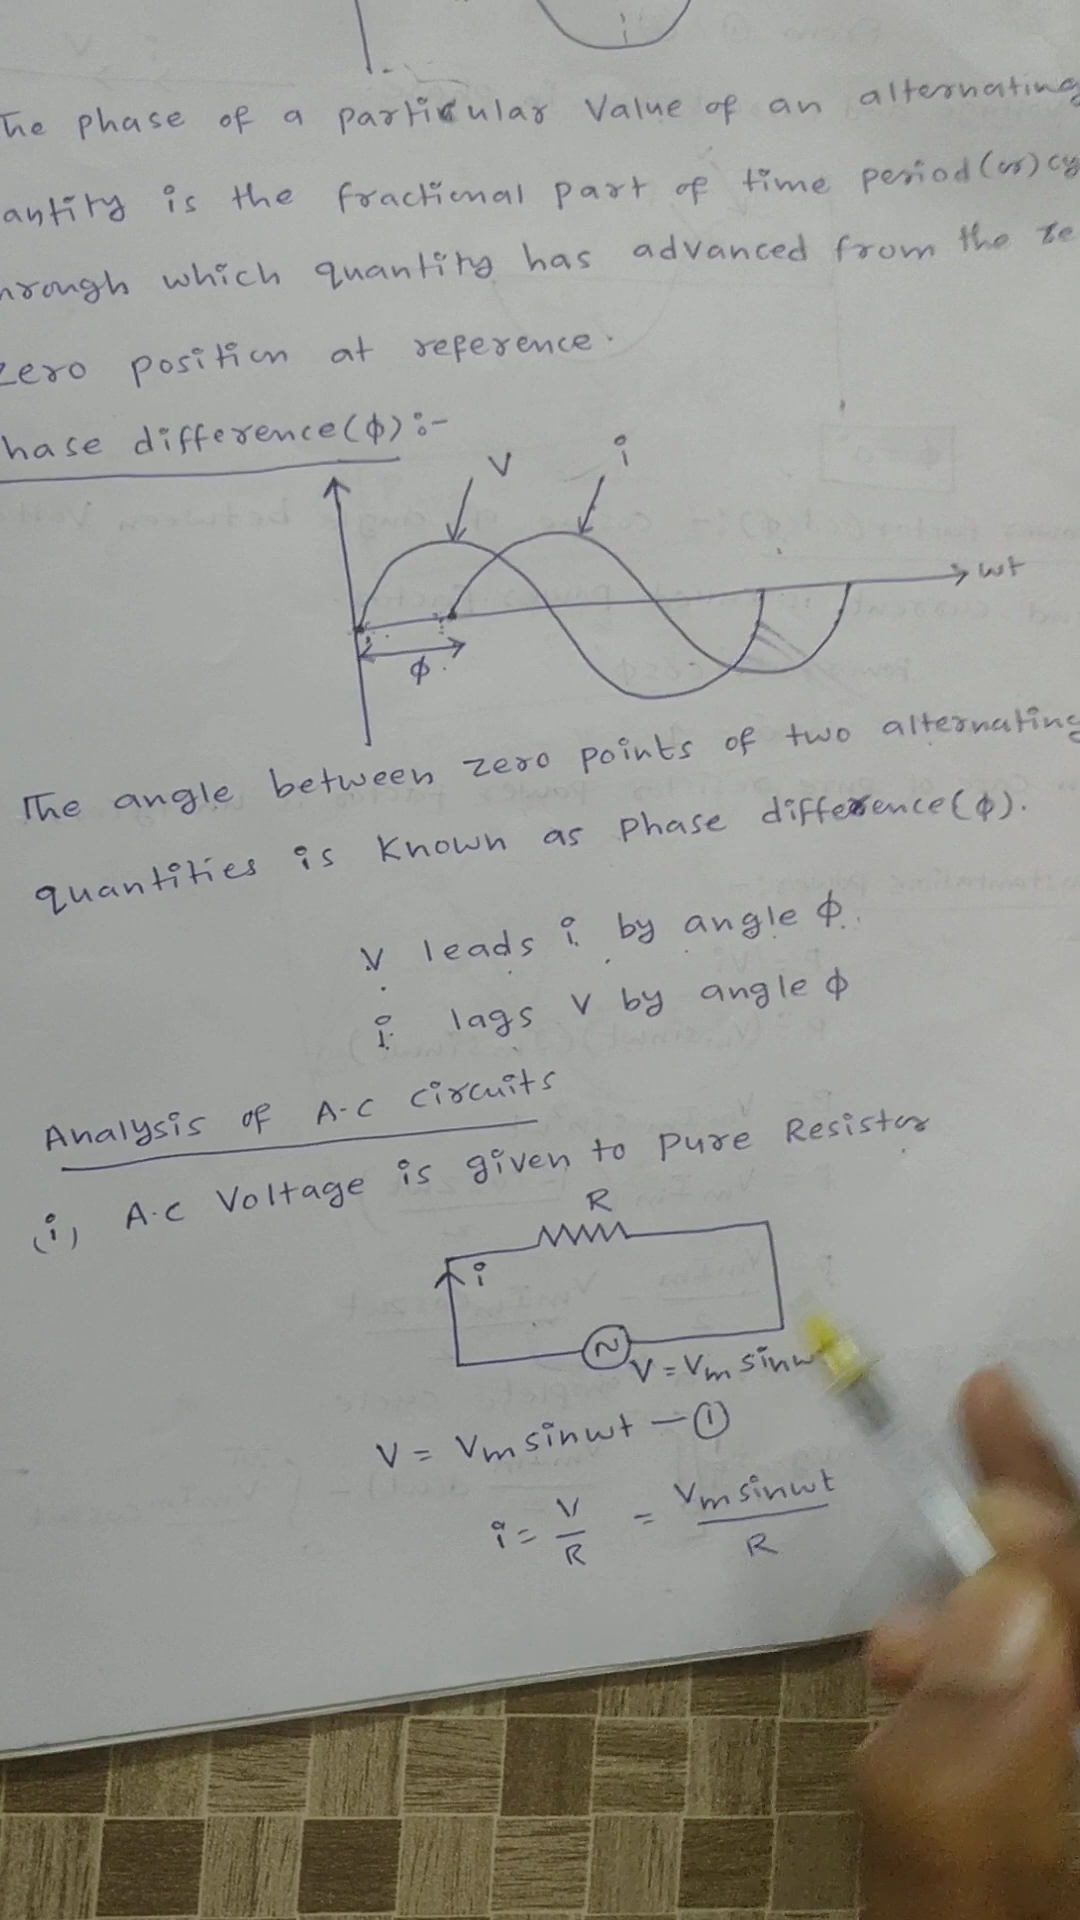 The phase of a particular value of an alternating
antity is the fractional part of time period (or) cy
hrough which quantity has advanced from the
zero position at reference.
hase difference(ϕ):-
V
i
wt
ϕ
The angle between zero points of two alternating
quantities is known as phase difference(ϕ).
V leads i by angle ϕ.
i lags V by angle ϕ
Analysis of A-C circuits
(i) A.C Voltage is given to pure Resistor
R
i
V = Vm sinw
V = Vm sinwt — ①
i = V/R = Vm sinwt/R